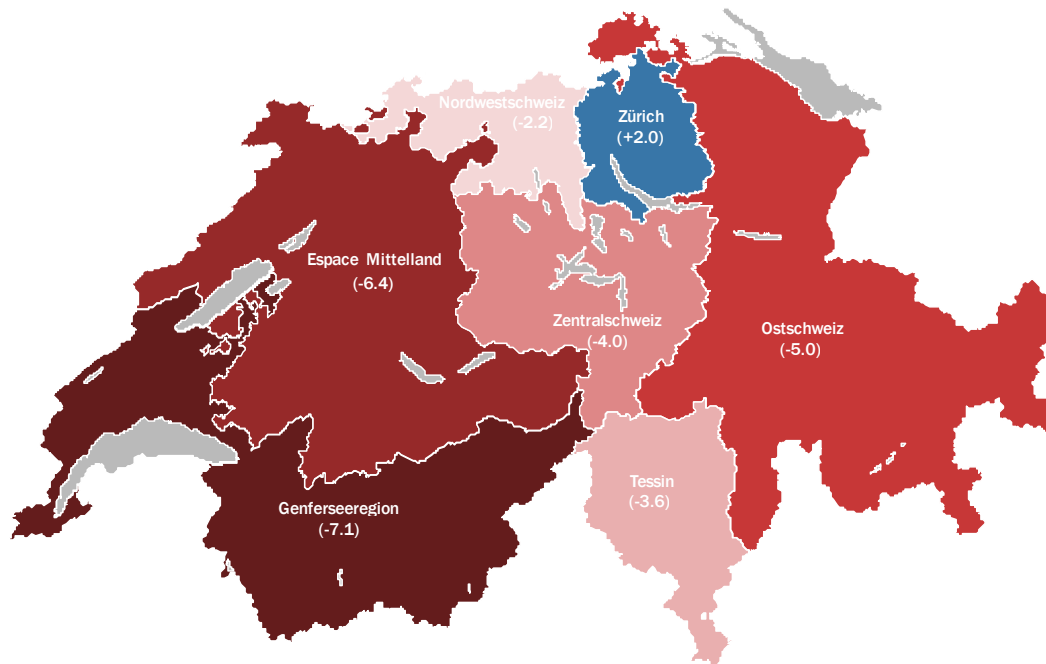 Nordwestschweiz
(-2.2)
Zürich
(+2.0)
Espace Mittelland
(-6.4)
Zentralschweiz
(-4.0)
Ostschweiz
(-5.0)
Tessin
(-3.6)
Genferseeregion
(-7.1)